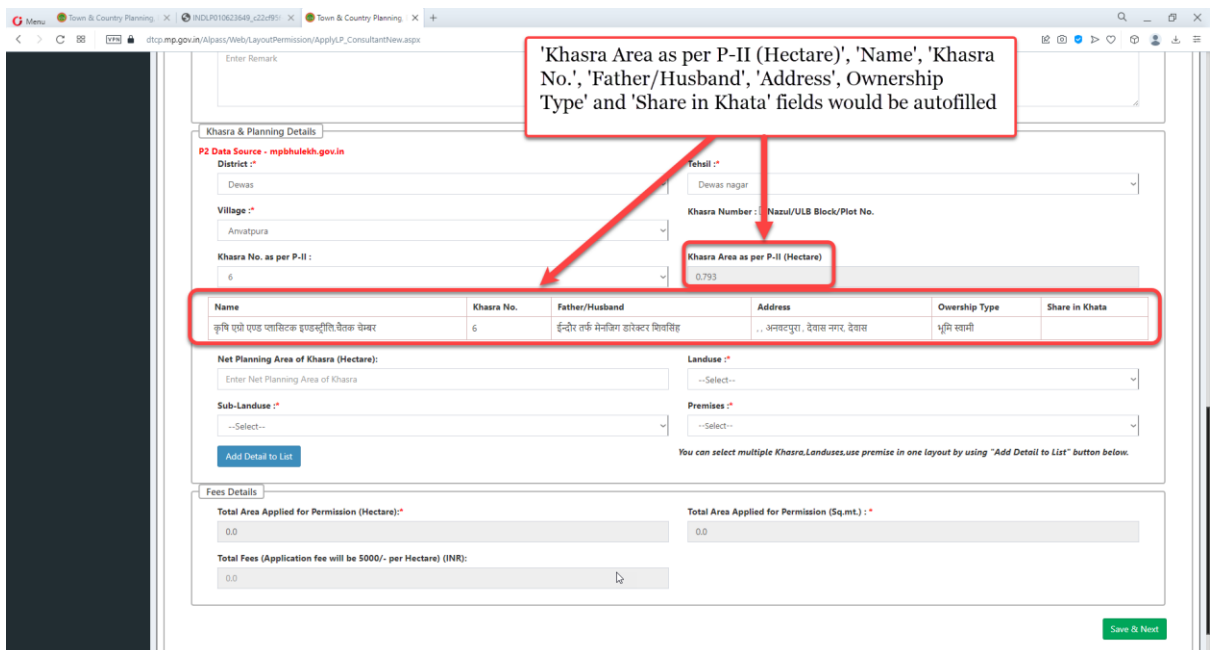 Menu
Town & Country Planning,
INDLP010623649_c22cf95
Town & Country Planning,
VPN
dtcp.mp.gov.in/Alpass/Web/LayoutPermission/ApplyLP_ConsultantNew.aspx
Enter Remark
'Khasra Area as per P-II (Hectare)', 'Name', 'Khasra
No.', 'Father/Husband', 'Address', Ownership
Type' and 'Share in Khata' fields would be autofilled
Khasra & Planning Details
P2 Data Source - mpbhulekh.gov.in
District :*
Tehsil :*
Dewas
Dewas nagar
Village :*
Khasra Number : Nazul/ULB Block/Plot No.
Anvatpura
Khasra No. as per P-II :
Khasra Area as per P-II (Hectare)
6
0.793
Name Khasra No. Father/Husband Address Owership Type Share in Khata
कृषि एग्रो एण्ड प्लासिटक इण्डस्ट्रीलि.चैतक चेम्बर 6 ईन्दौर तर्फ मेनजिग डारेक्टर शिवसिंह , , अनवटपुरा , देवास नगर, देवास भूमि स्वामी
Net Planning Area of Khasra (Hectare):
Landuse :*
Enter Net Planning Area of Khasra
--Select--
Sub-Landuse :*
Premises :*
--Select--
--Select--
Add Detail to List
You can select multiple Khasra,Landuses,use premise in one layout by using "Add Detail to List" button below.
Fees Details
Total Area Applied for Permission (Hectare):*
Total Area Applied for Permission (Sq.mt.) : *
0.0
0.0
Total Fees (Application fee will be 5000/- per Hectare) (INR):
0.0
Save & Next